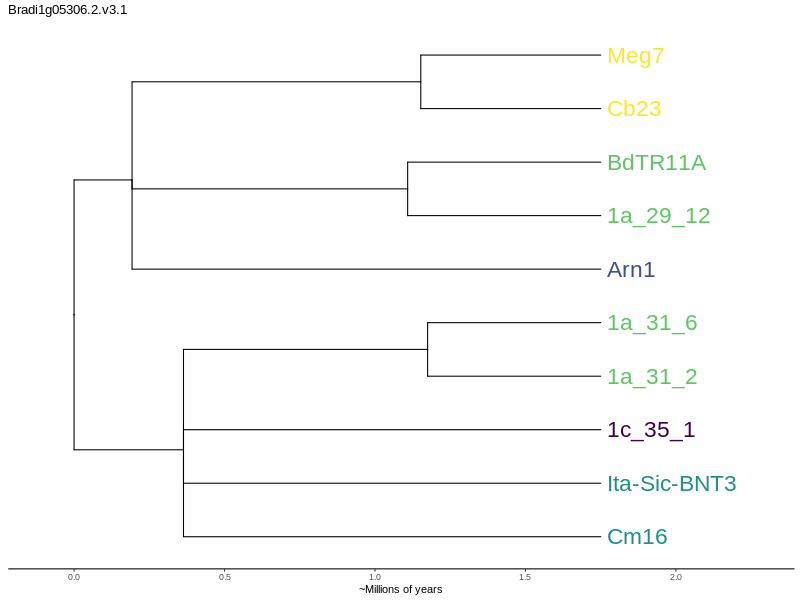 Bradi1g05306.2.v3.1
Meg7
Cb23
BdTR11A
1a_29_12
Arn1
1a_31_6
1a_31_2
1c_35_1
Ita-Sic-BNT3
Cm16
0.0 0.5 1.0 1.5 2.0
~Millions of years